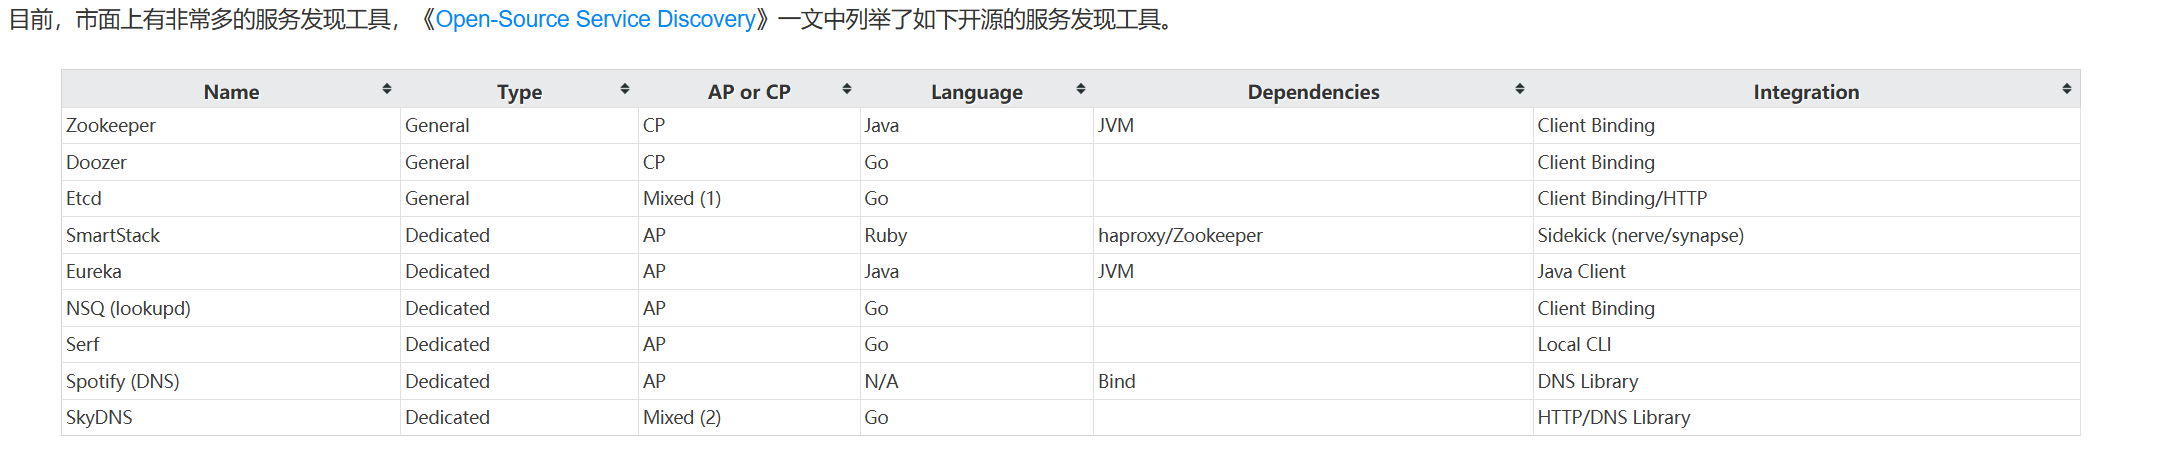 目前，市面上有非常多的服务发现工具，《Open-Source Service Discovery》一文中列举了如下开源的服务发现工具。
Name Type AP or CP Language Dependencies Integration
Zookeeper General CP Java JVM Client Binding
Doozer General CP Go Client Binding
Etcd General Mixed (1) Go Client Binding/HTTP
SmartStack Dedicated AP Ruby haproxy/Zookeeper Sidekick (nerve/synapse)
Eureka Dedicated AP Java JVM Java Client
NSQ (lookupd) Dedicated AP Go Client Binding
Serf Dedicated AP Go Local CLI
Spotify (DNS) Dedicated AP N/A Bind DNS Library
SkyDNS Dedicated Mixed (2) Go HTTP/DNS Library